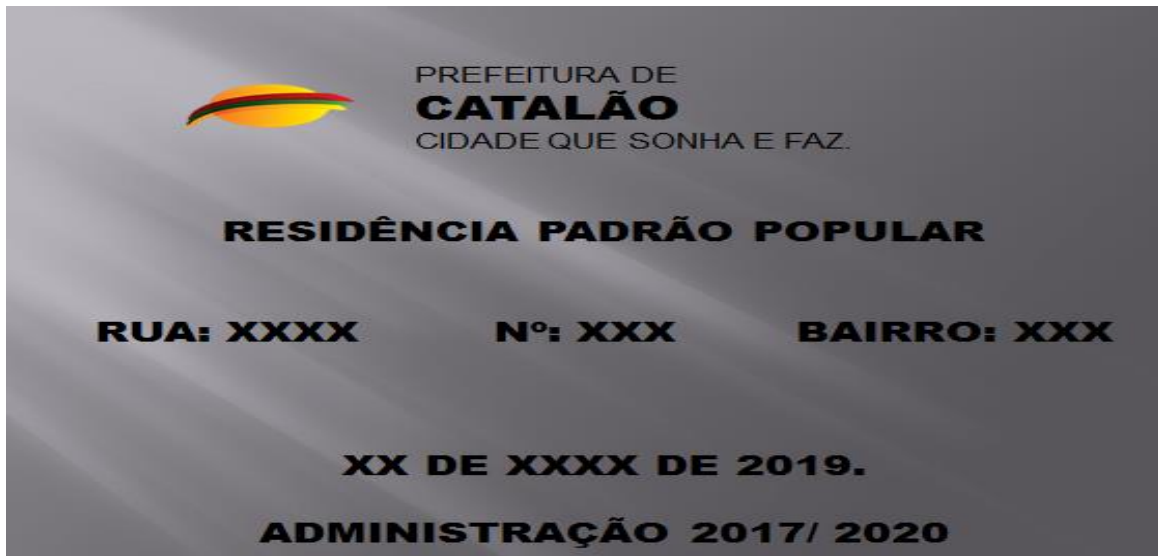 PREFEITURA DE
CATALÃO
CIDADE QUE SONHA E FAZ.
RESIDÊNCIA PADRÃO POPULAR
RUA: XXXX Nº: XXX BAIRRO: XXX
XX DE XXXX DE 2019.
ADMINISTRAÇÃO 2017/ 2020